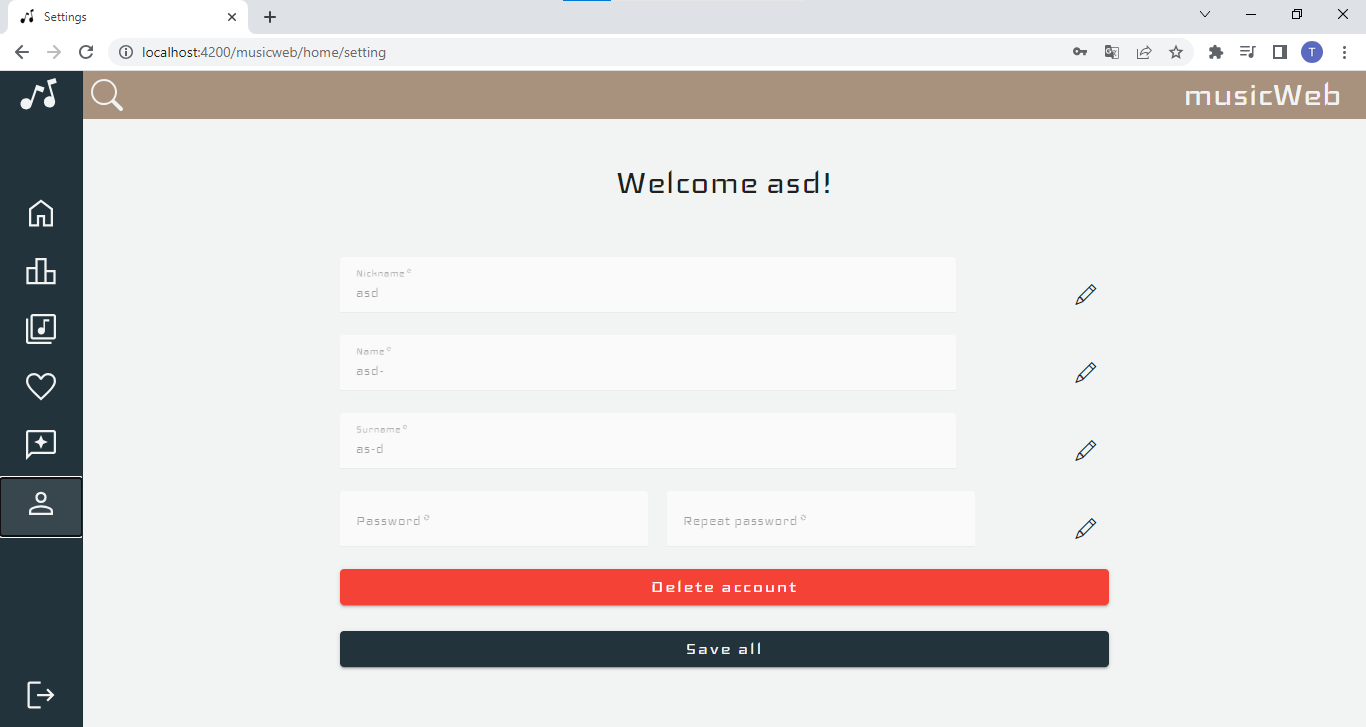 Settings
localhost:4200/musicweb/home/setting
T
musicWeb
Welcome asd!
Nickname*
asd
Name*
asd-
Surname*
as-d
Password* Repeat password*
Delete account
Save all